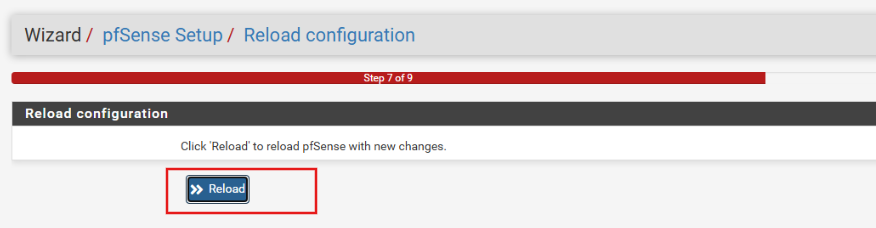 Wizard / pfSense Setup / Reload configuration
Step 7 of 9
Reload configuration
Click 'Reload' to reload pfSense with new changes.
Reload